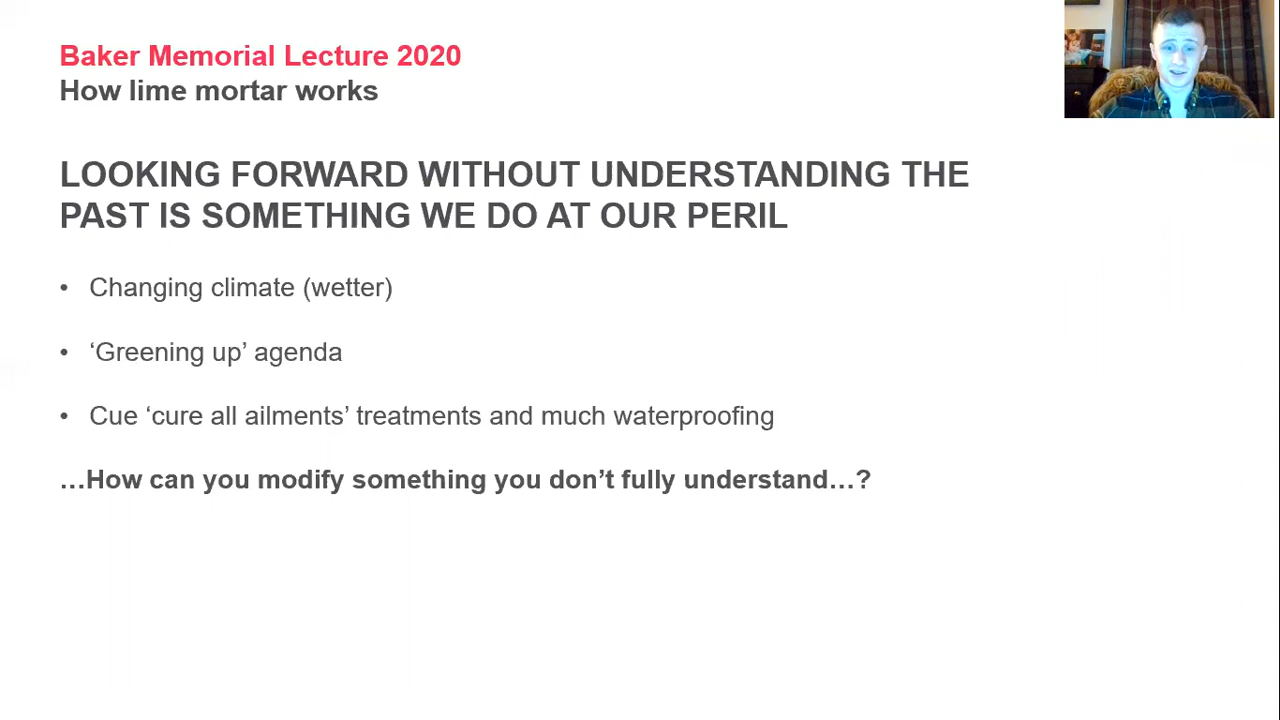 Baker Memorial Lecture 2020
How lime mortar works
LOOKING FORWARD WITHOUT UNDERSTANDING THE
PAST IS SOMETHING WE DO AT OUR PERIL
• Changing climate (wetter)
• ‘Greening up’ agenda
• Cue ‘cure all ailments’ treatments and much waterproofing
…How can you modify something you don’t fully understand…?